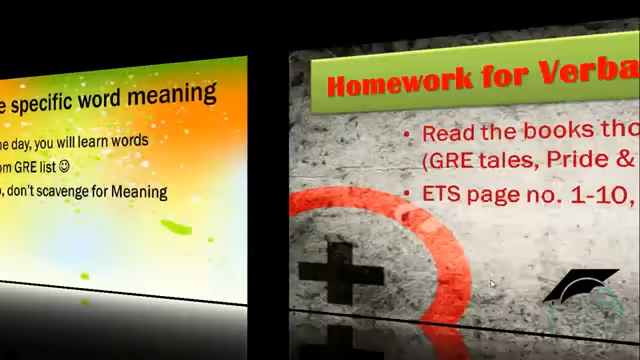 e specific word meaning
ne day, you will learn words
om GRE list ☺
o, don't scavenge for Meaning
Homework for Verba
• Read the books tho
(GRE tales, Pride &
• ETS page no. 1-10,